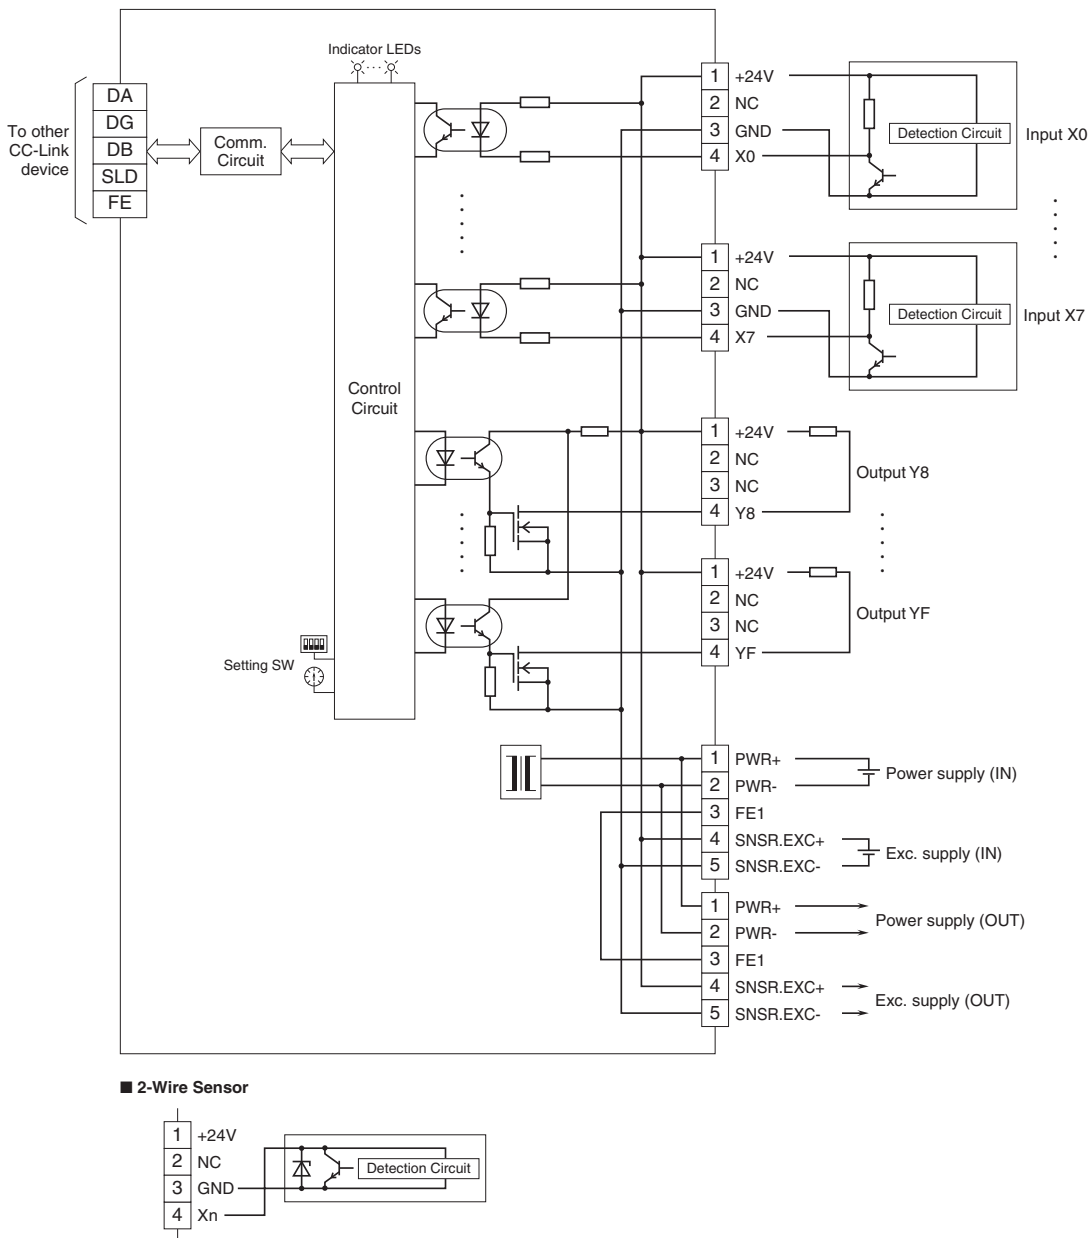 Indicator LEDs
To other
CC-Link
device
DA
DG
DB
SLD
FE
Comm.
Circuit
Control
Circuit
Setting SW
1 +24V
2 NC
3 GND
4 X0
Detection Circuit
Input X0
1 +24V
2 NC
3 GND
4 X7
Detection Circuit
Input X7
1 +24V
2 NC
3 NC
4 Y8
Output Y8
1 +24V
2 NC
3 NC
4 YF
Output YF
1 PWR+
2 PWR-
Power supply (IN)
3 FE1
4 SNSR.EXC+
5 SNSR.EXC-
Exc. supply (IN)
1 PWR+
2 PWR-
Power supply (OUT)
3 FE1
4 SNSR.EXC+
5 SNSR.EXC-
Exc. supply (OUT)
■ 2-Wire Sensor
1 +24V
2 NC
3 GND
4 Xn
Detection Circuit